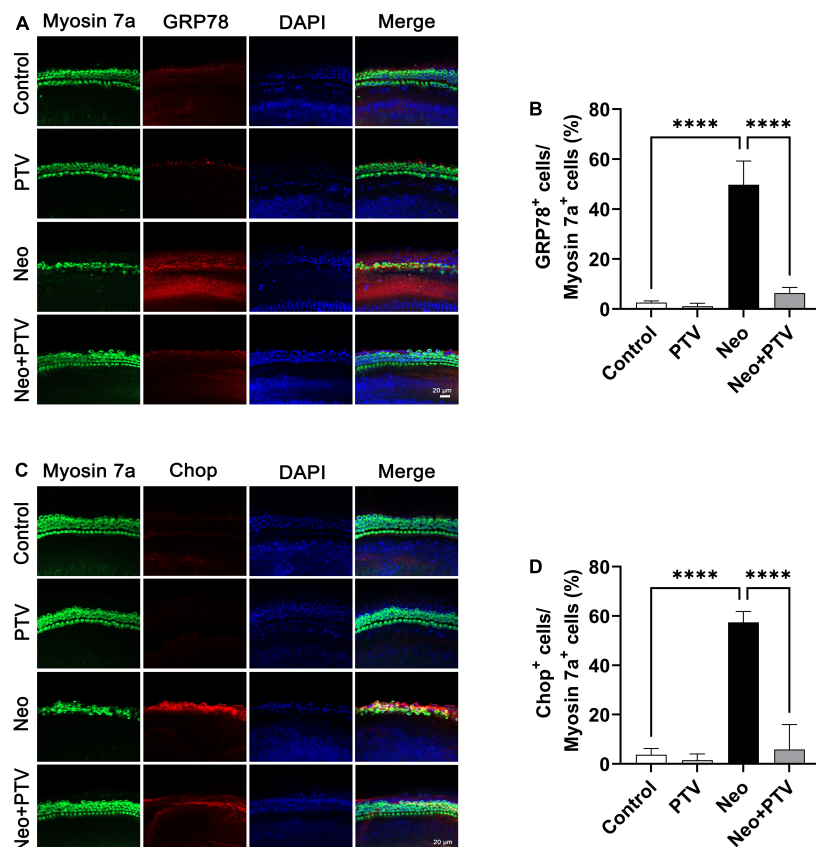 A
Myosin 7a GRP78 DAPI Merge
Control
PTV
Neo
Neo+PTV
20 µm
B
GRP78+ cells/
Myosin 7a+ cells (%)
80
60
40
20
0
**** ****
Control PTV Neo Neo+PTV
C
Myosin 7a Chop DAPI Merge
Control
PTV
Neo
Neo+PTV
20 µm
D
Chop+ cells/
Myosin 7a+ cells (%)
80
60
40
20
0
**** ****
Control PTV Neo Neo+PTV